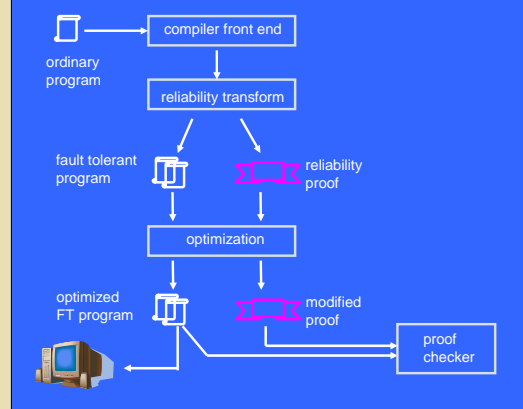 compiler front end
ordinary
program
reliability transform
fault tolerant
program
reliability
proof
optimization
optimized
FT program
modified
proof
proof
checker